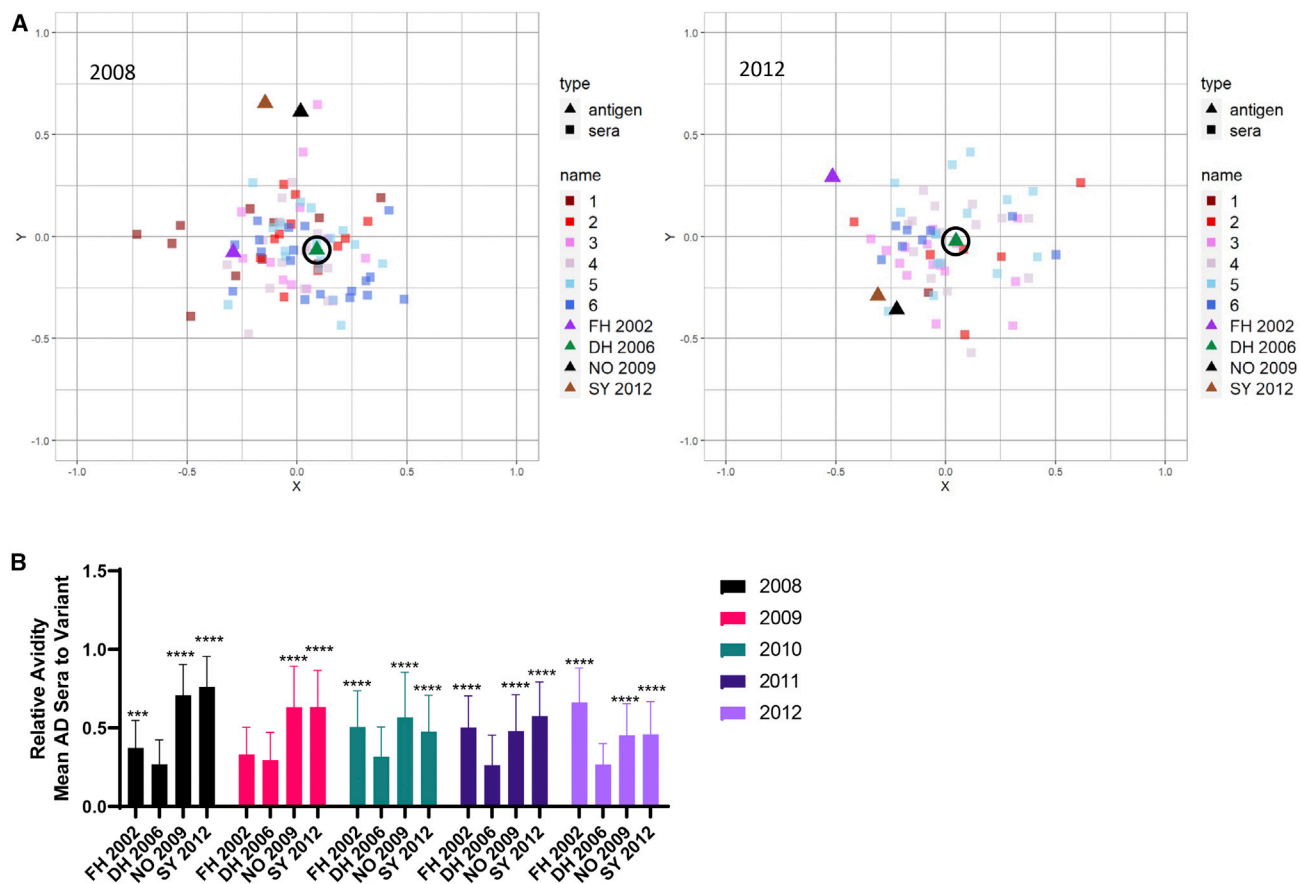 A
2008
1.0
0.5
0.0
-0.5
-1.0
Y
-1.0
-0.5
0.0
0.5
1.0
X
type
antigen
sera
name
1
2
3
4
5
6
FH 2002
DH 2006
NO 2009
SY 2012
2012
1.0
0.5
0.0
-0.5
-1.0
Y
-1.0
-0.5
0.0
0.5
1.0
X
type
antigen
sera
name
1
2
3
4
5
6
FH 2002
DH 2006
NO 2009
SY 2012
B
Relative Avidity
Mean AD Sera to Variant
1.5
1.0
0.5
0.0
***
****
****
****
****
****
****
****
****
****
****
****
****
****
FH 2002
DH 2006
NO 2009
SY 2012
FH 2002
DH 2006
NO 2009
SY 2012
FH 2002
DH 2006
NO 2009
SY 2012
FH 2002
DH 2006
NO 2009
SY 2012
FH 2002
DH 2006
NO 2009
SY 2012
2008
2009
2010
2011
2012